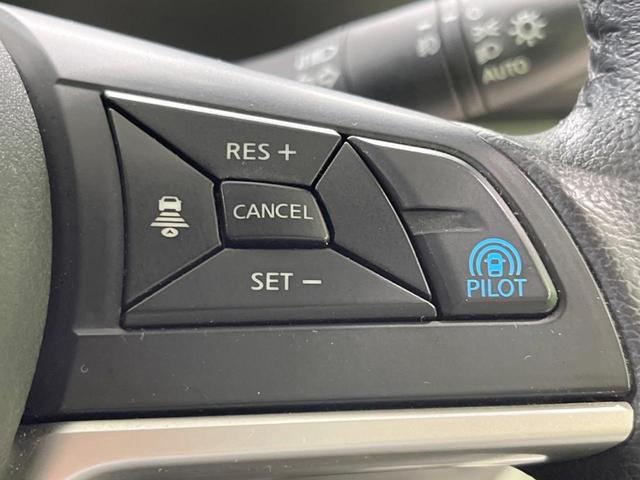 AUTO
RES +
CANCEL
SET −
PILOT